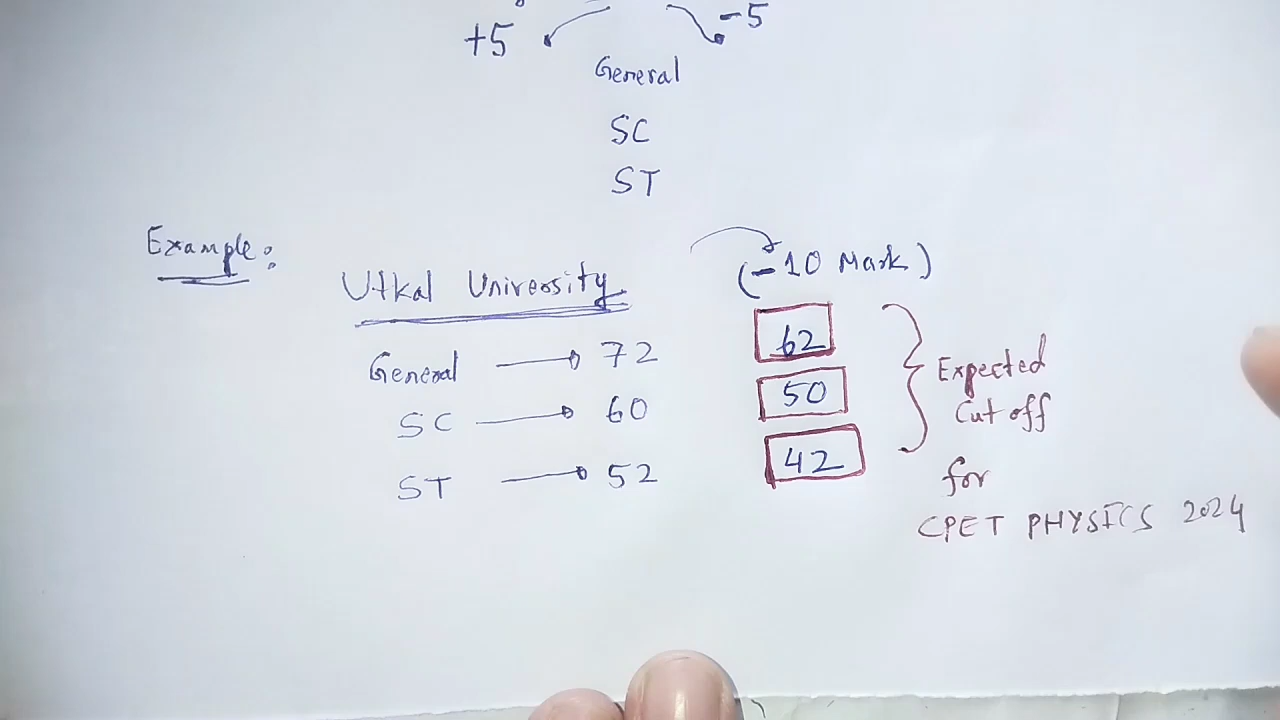 +5 -5
General
SC
ST
Example:
Utkal University (-10 Mark)
General → 72 62
SC → 60 50
ST → 52 42
Expected
Cut off
for
CPET PHYSICS 2024